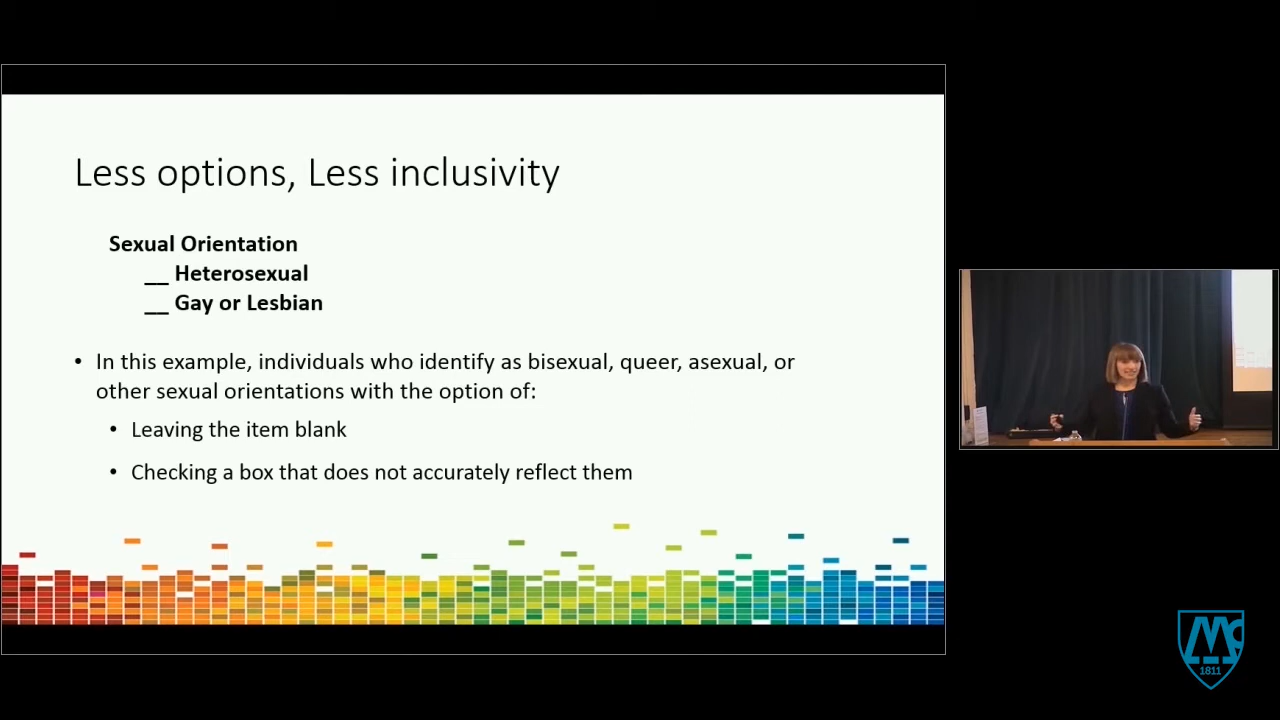 Less options, Less inclusivity
Sexual Orientation
__ Heterosexual
__ Gay or Lesbian
• In this example, individuals who identify as bisexual, queer, asexual, or
other sexual orientations with the option of:
• Leaving the item blank
• Checking a box that does not accurately reflect them
Mc
1811